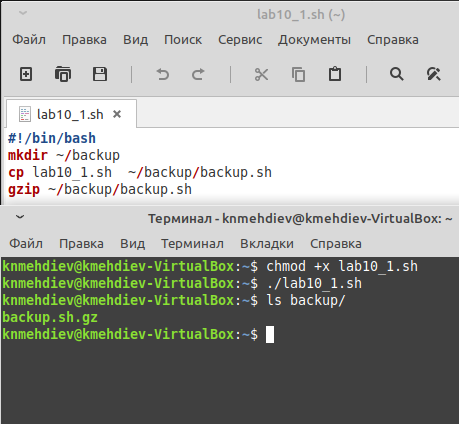 lab10_1.sh (~)
Файл Правка Вид Поиск Сервис Документы Справка
lab10_1.sh ×
#!/bin/bash
mkdir ~/backup
cp lab10_1.sh  ~/backup/backup.sh
gzip ~/backup/backup.sh
Терминал - knmehdiev@kmehdiev-VirtualBox: ~
Файл Правка Вид Терминал Вкладки Справка
knmehdiev@kmehdiev-VirtualBox:~$ chmod +x lab10_1.sh
knmehdiev@kmehdiev-VirtualBox:~$ ./lab10_1.sh
knmehdiev@kmehdiev-VirtualBox:~$ ls backup/
backup.sh.gz
knmehdiev@kmehdiev-VirtualBox:~$